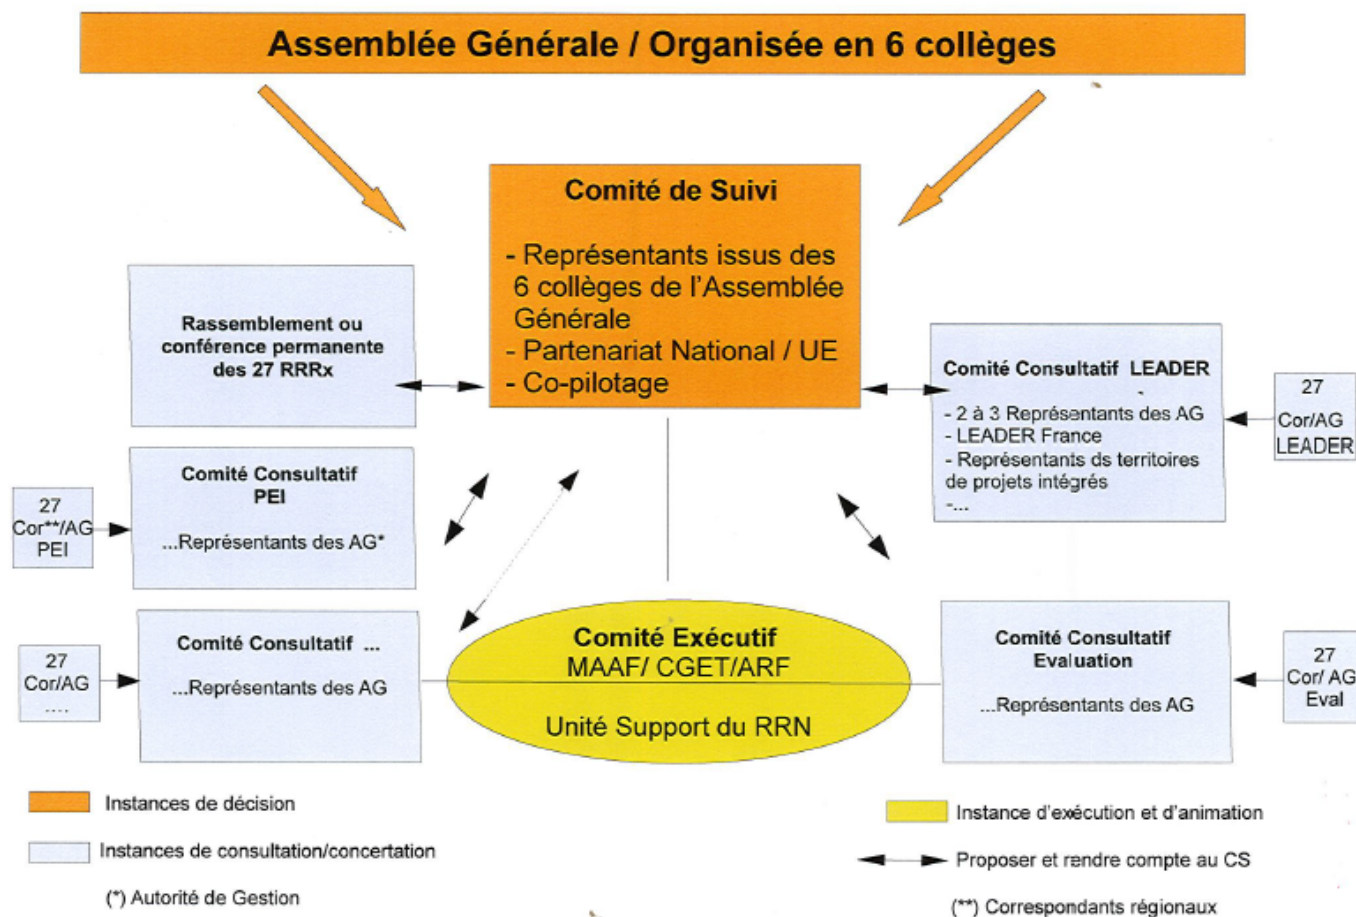 Assemblée Générale / Organisée en 6 collèges
Comité de Suivi
- Représentants issus des
6 collèges de l'Assemblée
Générale
- Partenariat National / UE
- Co-pilotage
Rassemblement ou
conférence permanente
des 27 RRRx
Comité Consultatif LEADER
- 2 à 3 Représentants des AG
- LEADER France
- Représentants ds territoires
de projets intégrés
-...
27
Cor/AG
LEADER
Comité Consultatif
PEI
...Représentants des AG*
27
Cor**/AG
PEI
Comité Consultatif ...
...Représentants des AG
27
Cor/AG
....
Comité Exécutif
MAAF/ CGET/ARF
Unité Support du RRN
Comité Consultatif
Evaluation
...Représentants des AG
27
Cor/ AG
Eval
Instances de décision
Instances de consultation/concertation
(*) Autorité de Gestion
Instance d'exécution et d'animation
Proposer et rendre compte au CS
(**) Correspondants régionaux